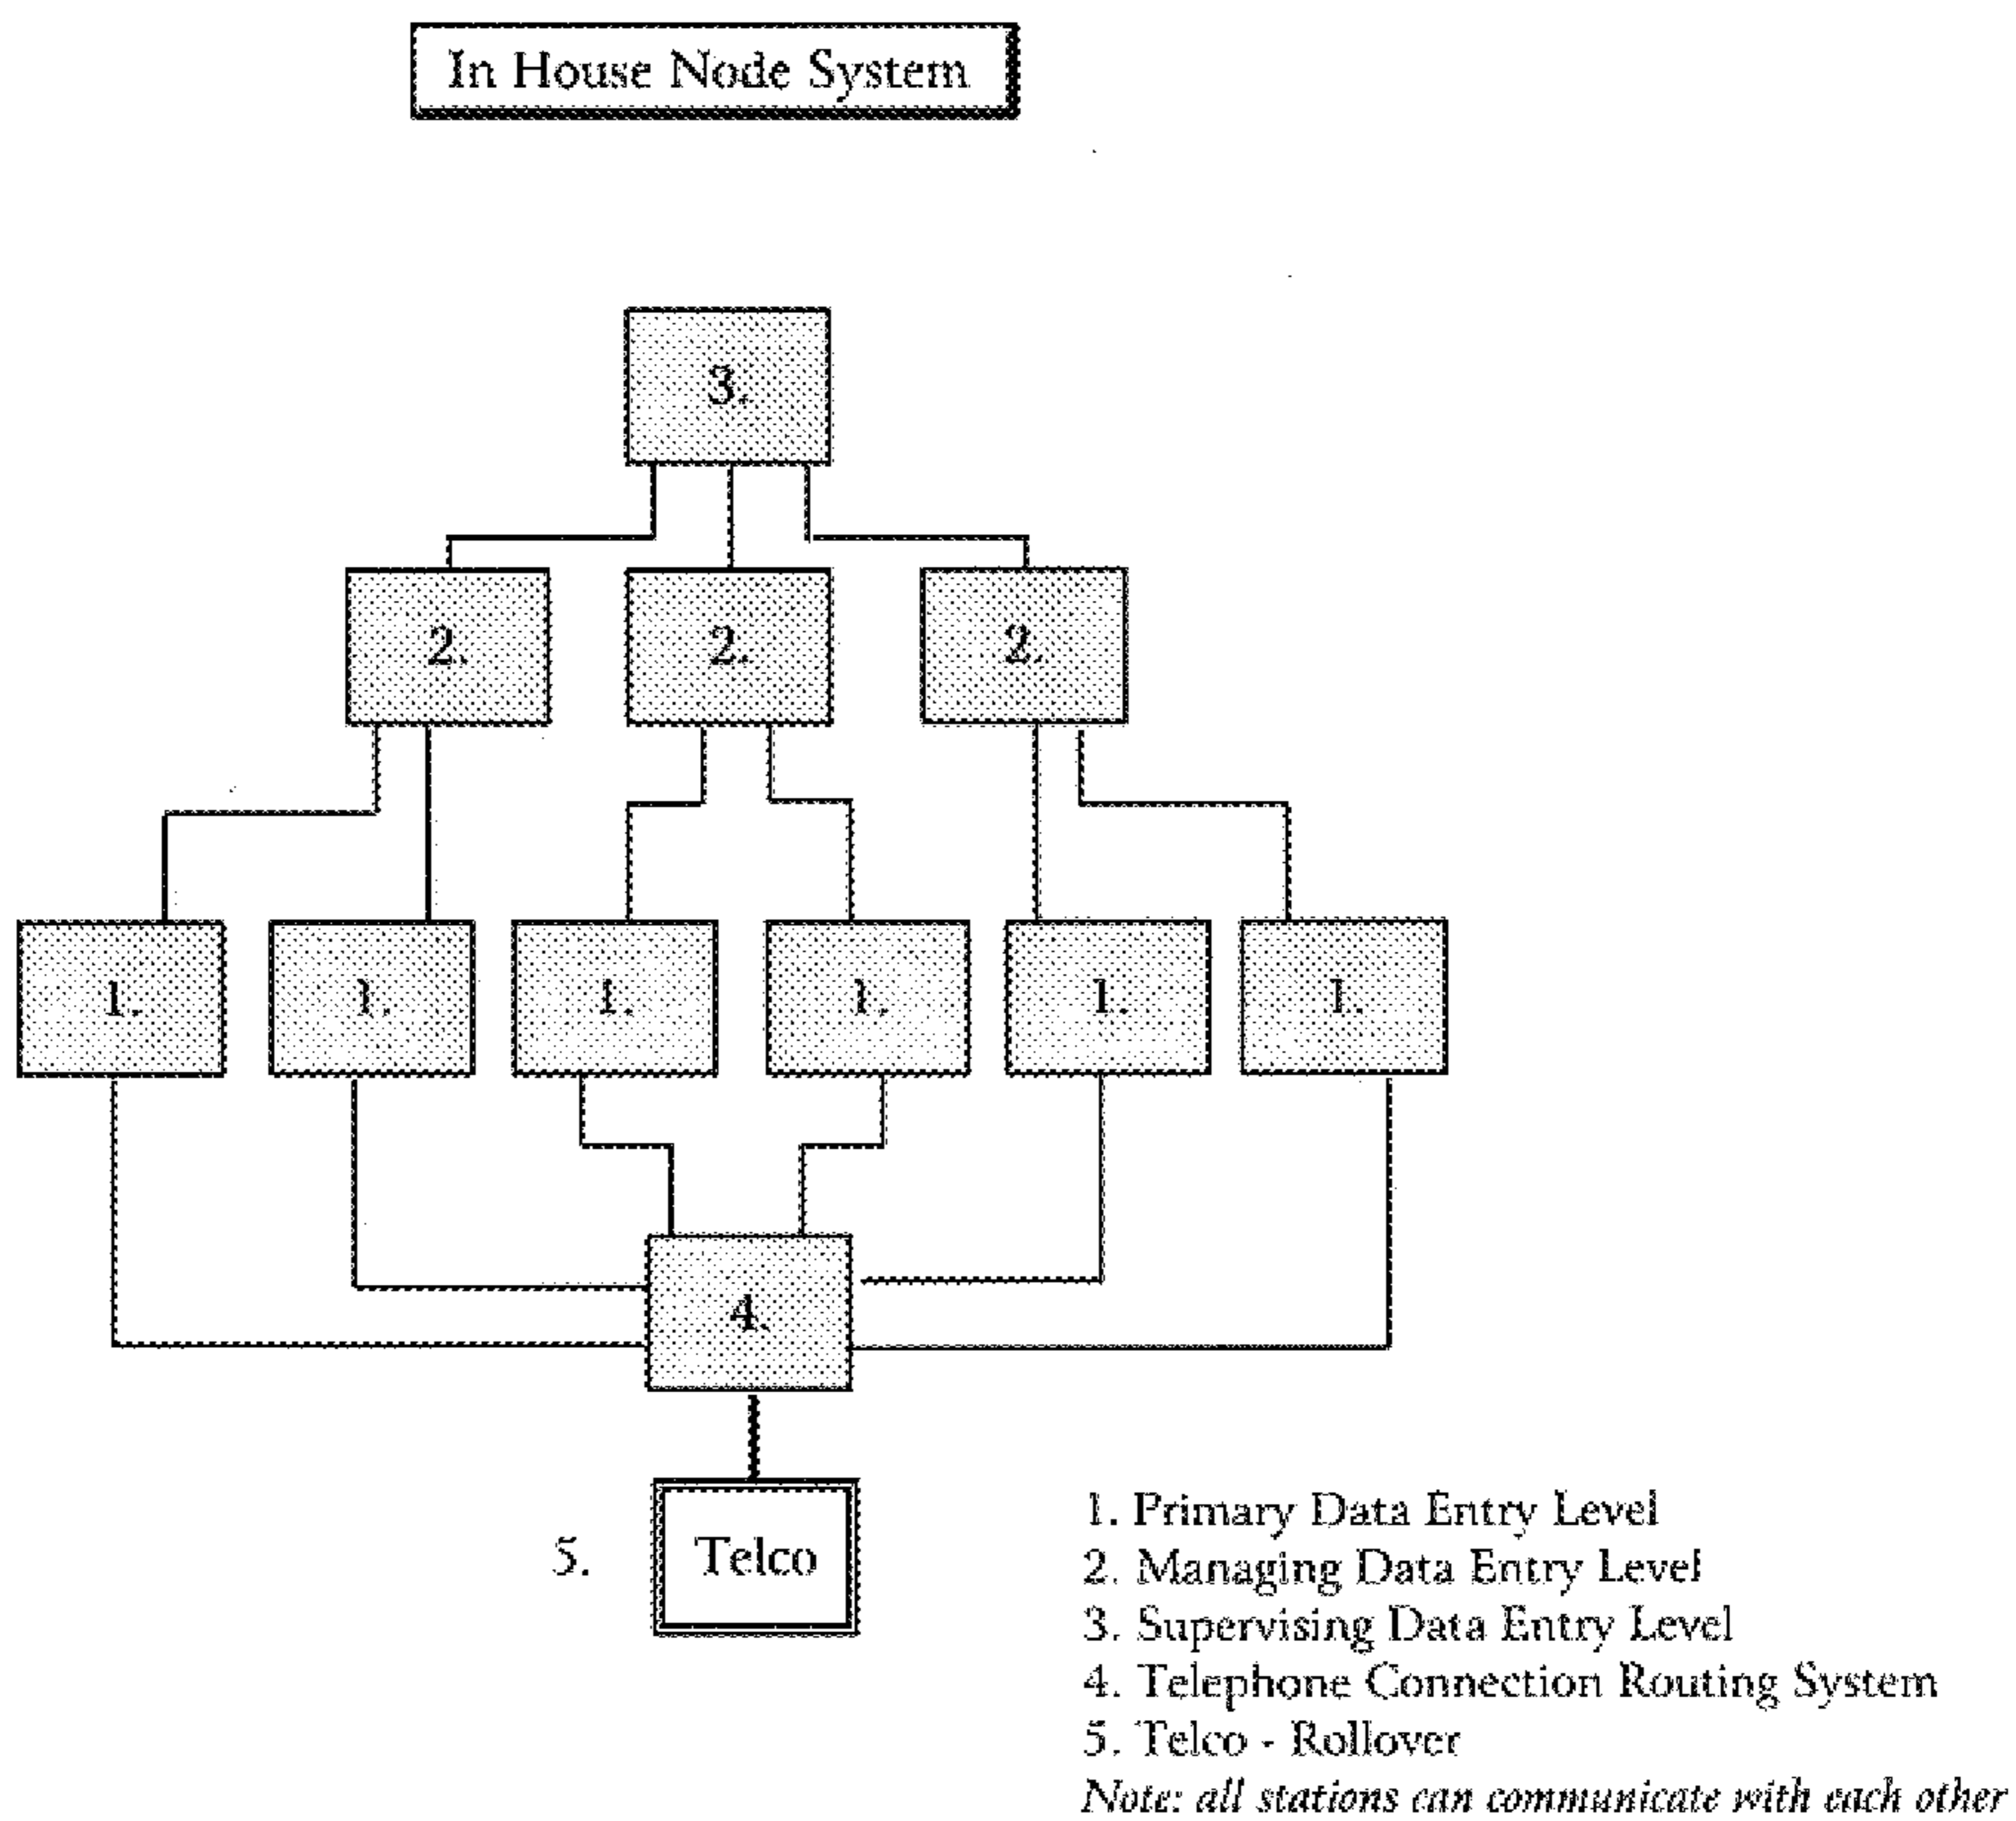 In House Node System
3.
2. 2. 2.
1. 1. 1. 1. 1. 1.
4.
5. Telco
1. Primary Data Entry Level
2. Managing Data Entry Level
3. Supervising Data Entry Level
4. Telephone Connection Routing System
5. Telco - Rollover
Note: all stations can communicate with each other